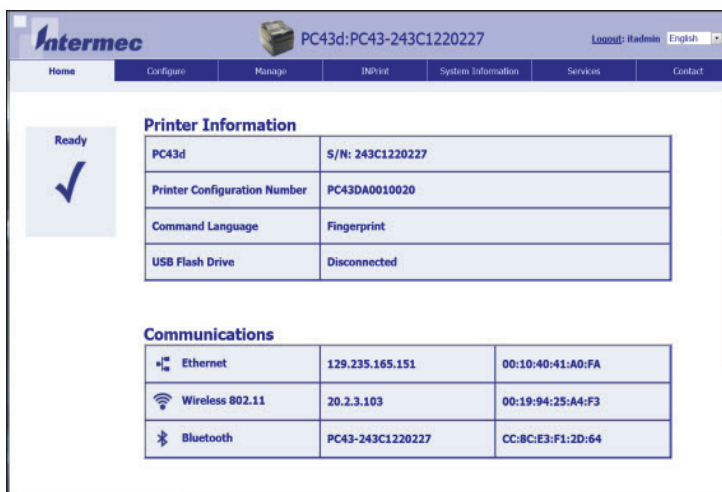 Intermec
PC43d:PC43-243C1220227
Logout: itadmin English
Home Configure Manage INPrint System Information Services Contact
Ready
Printer Information
PC43d S/N: 243C1220227
Printer Configuration Number PC43DA0010020
Command Language Fingerprint
USB Flash Drive Disconnected
Communications
Ethernet 129.235.165.151 00:10:40:41:A0:FA
Wireless 802.11 20.2.3.103 00:19:94:25:A4:F3
Bluetooth PC43-243C1220227 CC:8C:E3:F1:2D:64